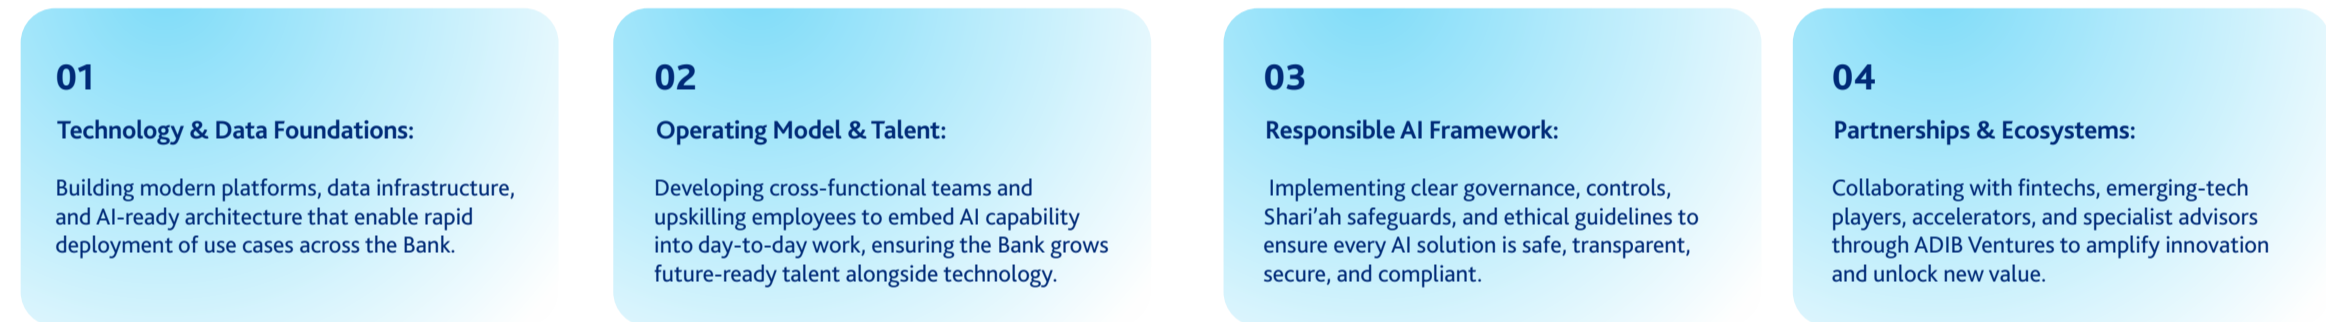 01
Technology & Data Foundations:
Building modern platforms, data infrastructure,
and AI-ready architecture that enable rapid
deployment of use cases across the Bank.
02
Operating Model & Talent:
Developing cross-functional teams and
upskilling employees to embed AI capability
into day-to-day work, ensuring the Bank grows
future-ready talent alongside technology.
03
Responsible AI Framework:
Implementing clear governance, controls,
Shari’ah safeguards, and ethical guidelines to
ensure every AI solution is safe, transparent,
secure, and compliant.
04
Partnerships & Ecosystems:
Collaborating with fintechs, emerging-tech
players, accelerators, and specialist advisors
through ADIB Ventures to amplify innovation
and unlock new value.